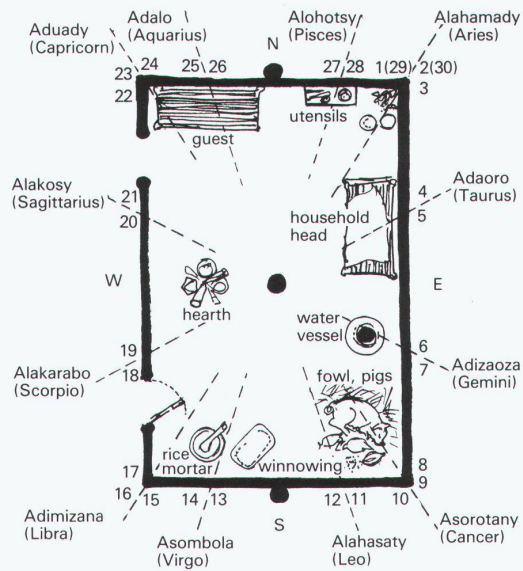 Adalo
(Aquarius)
Alohotsy
(Pisces)
Aduady
(Capricorn)
Alahamady
(Aries)
N
23 24 25 26 27 28 1(29) 2(30)
22 3
utensils
guest
Alakosy
(Sagittarius)
Adaoro
(Taurus)
21 4
20 5
household
head
W E
hearth
water
vessel
19 6
18 7
Alakarabo
(Scorpio)
Adizaoza
(Gemini)
fowl, pigs
rice
mortar
winnowing
17 8
16 15 14 13 12 11 10 9
S
Adimizana
(Libra)
Asorotany
(Cancer)
Asombola
(Virgo)
Alahasaty
(Leo)